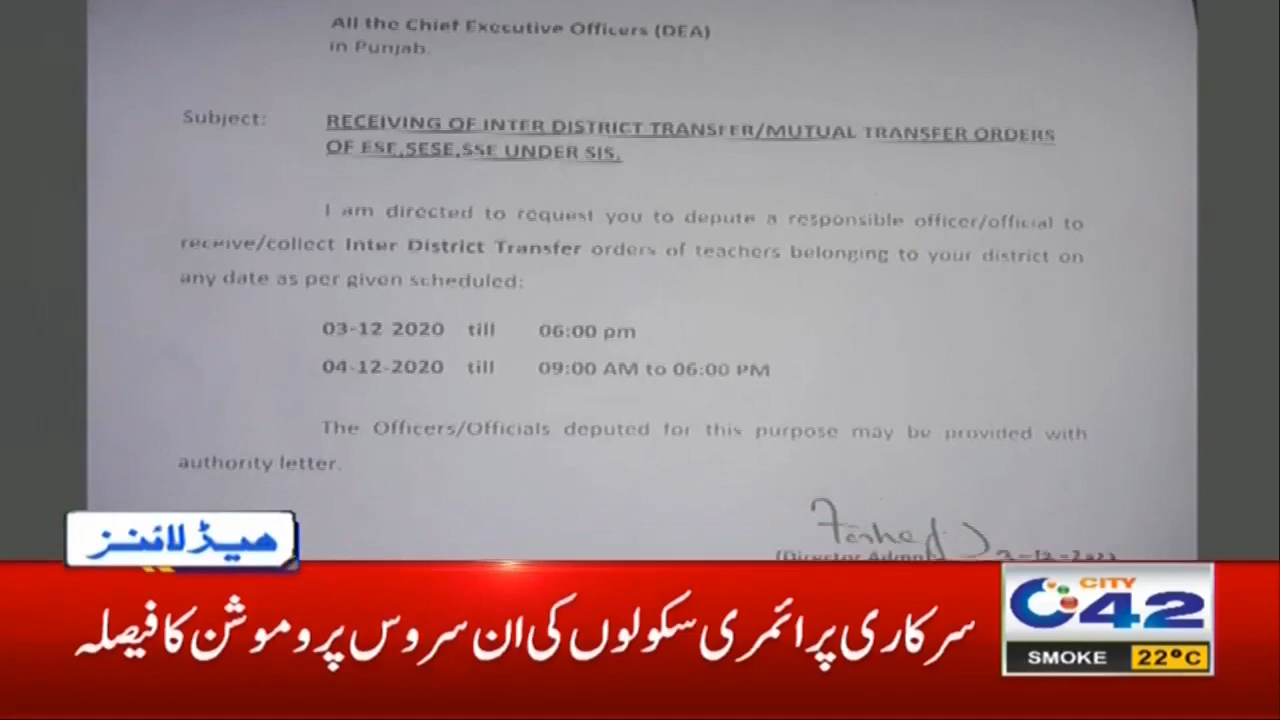 All the Chief Executive Officers (DEA)
in Punjab.
Subject: RECEIVING OF INTER DISTRICT TRANSFER/MUTUAL TRANSFER ORDERS
OF ESE,SESE,SSE UNDER SIS.
I am directed to request you to depute a responsible officer/official to
receive/collect Inter District Transfer orders of teachers belonging to your district on
any date as per given scheduled:
03-12 2020 till 06:00 pm
04-12-2020 till 09:00 AM to 06:00 PM
The Officers/Officials deputed for this purpose may be provided with
authority letter.
(Director Admn
ہیڈلائنز
سرکاری پرائمری سکولوں کی ان سروس پروموشن کا فیصلہ
CITY
42
SMOKE 22°C